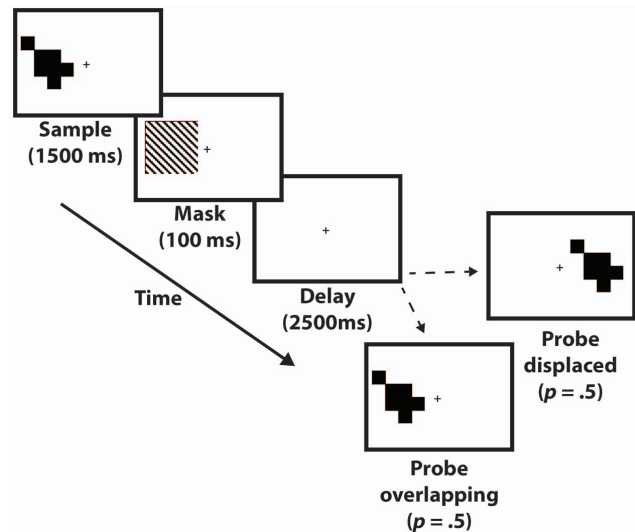 Sample
(1500 ms)
Mask
(100 ms)
Time
Delay
(2500ms)
Probe
displaced
(p = .5)
Probe
overlapping
(p = .5)